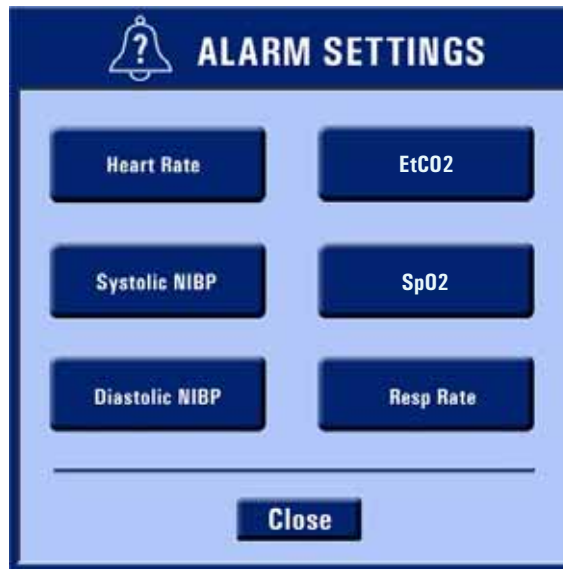 ? ALARM SETTINGS
Heart Rate
EtCO2
Systolic NIBP
SpO2
Diastolic NIBP
Resp Rate
Close